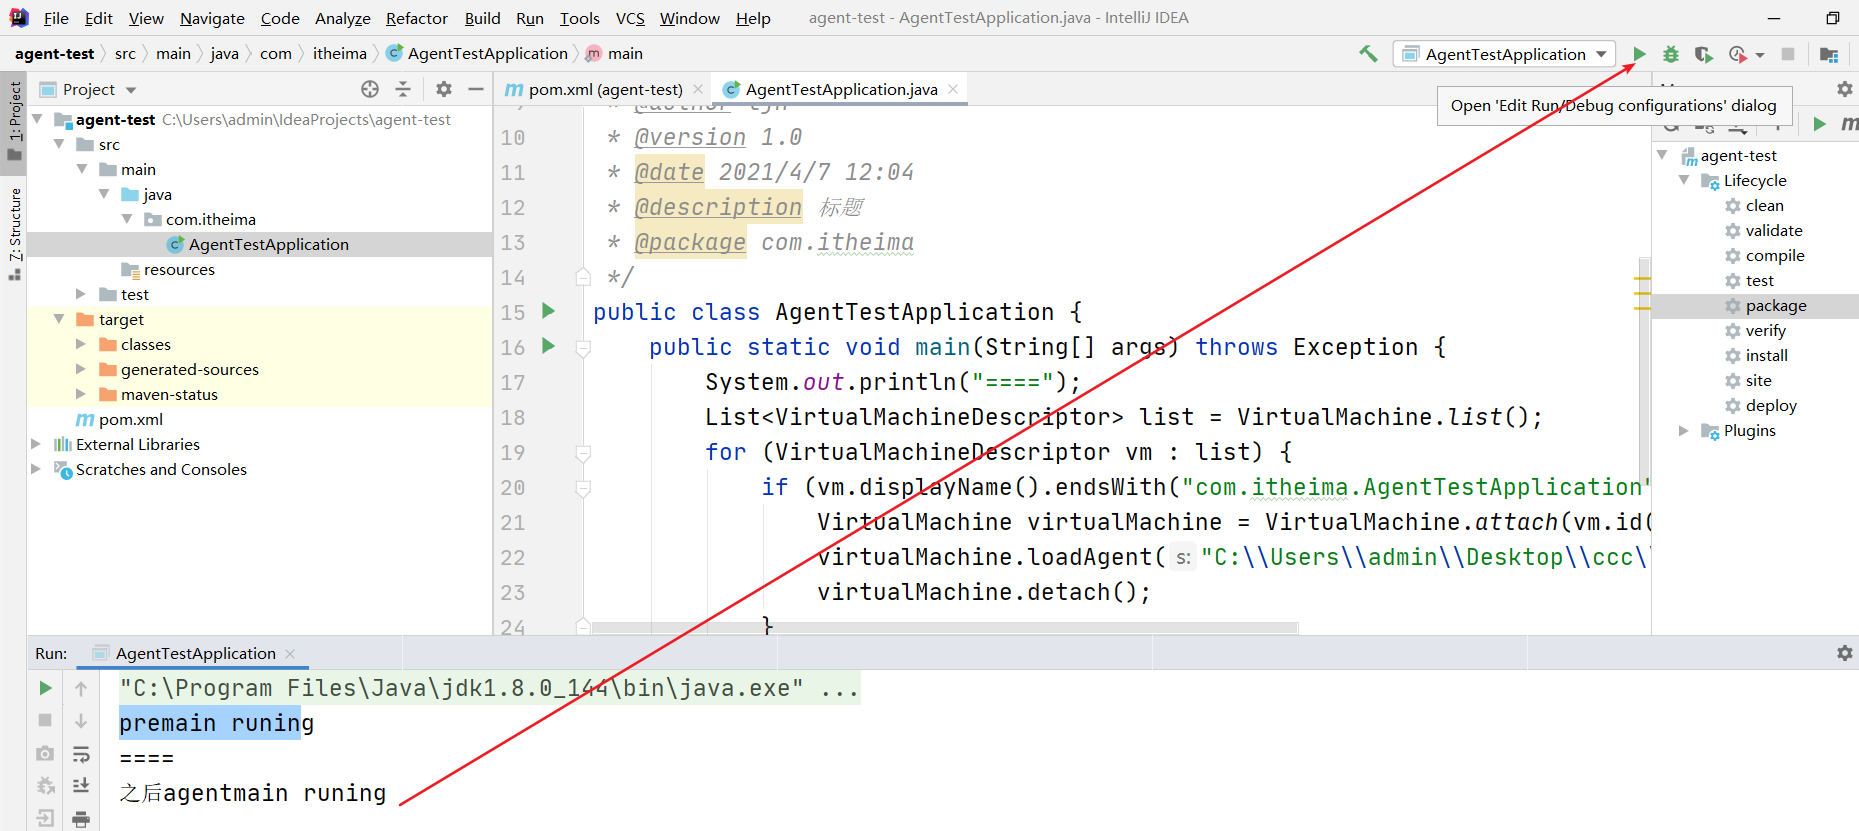 File Edit View Navigate Code Analyze Refactor Build Run Tools VCS Window Help agent-test - AgentTestApplication.java - IntelliJ IDEA
agent-test src main java com itheima AgentTestApplication main AgentTestApplication
Project pom.xml (agent-test) AgentTestApplication.java
Open 'Edit Run/Debug configurations' dialog
1: Project
7: Structure
agent-test C:\Users\admin\IdeaProjects\agent-test
src
main
java
com.itheima
AgentTestApplication
resources
test
target
classes
generated-sources
maven-status
pom.xml
External Libraries
Scratches and Consoles
10 * @version 1.0
11 * @date 2021/4/7 12:04
12 * @description 标题
13 * @package com.itheima
14 */
15 public class AgentTestApplication {
16 public static void main(String[] args) throws Exception {
17 System.out.println("====");
18 List<VirtualMachineDescriptor> list = VirtualMachine.list();
19 for (VirtualMachineDescriptor vm : list) {
20 if (vm.displayName().endsWith("com.itheima.AgentTestApplication"
21 VirtualMachine virtualMachine = VirtualMachine.attach(vm.id(
22 virtualMachine.loadAgent( s: "C:\\Users\\admin\\Desktop\\ccc\
23 virtualMachine.detach();
24 }
agent-test
Lifecycle
clean
validate
compile
test
package
verify
install
site
deploy
Plugins
Run: AgentTestApplication
"C:\Program Files\Java\jdk1.8.0_144\bin\java.exe" ...
premain runing
====
之后agentmain runing